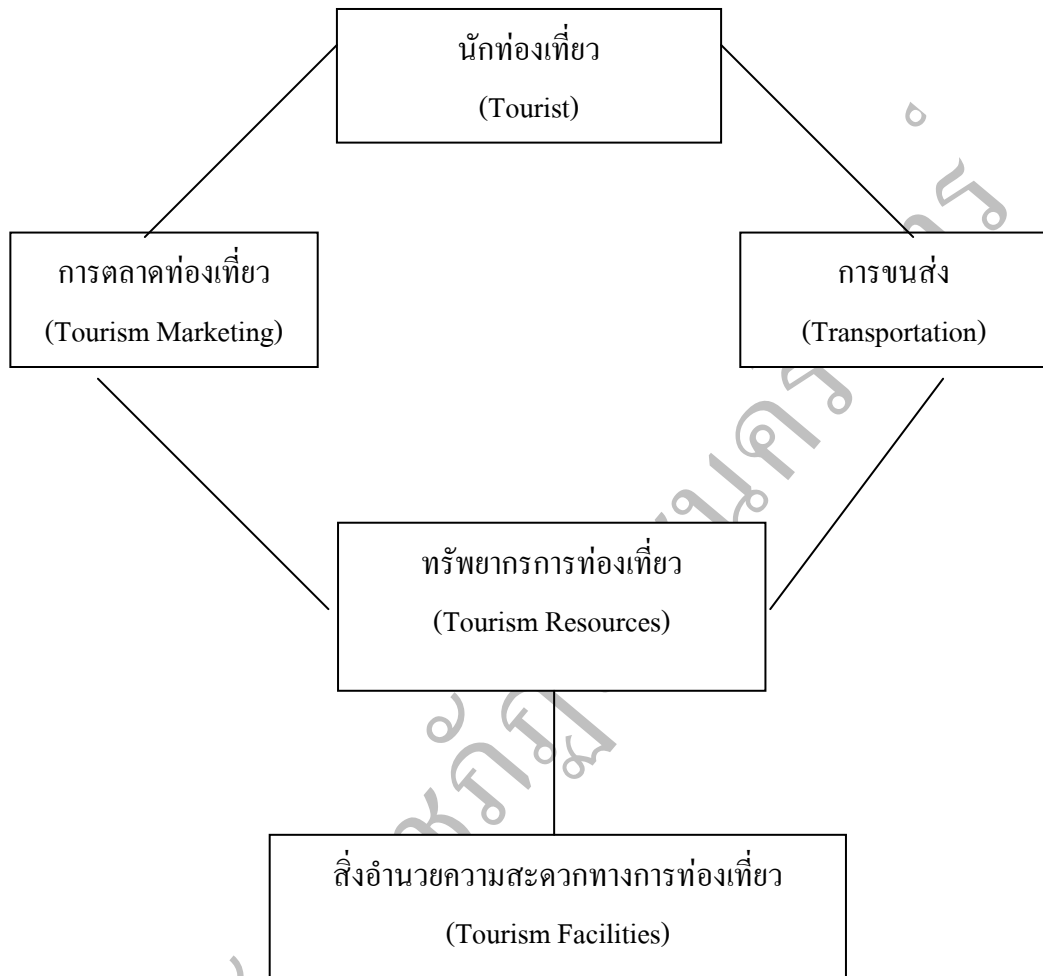 นักท่องเที่ยว
(Tourist)
การตลาดท่องเที่ยว
(Tourism Marketing)
การขนส่ง
(Transportation)
ทรัพยากรการท่องเที่ยว
(Tourism Resources)
สิ่งอำนวยความสะดวกทางการท่องเที่ยว
(Tourism Facilities)